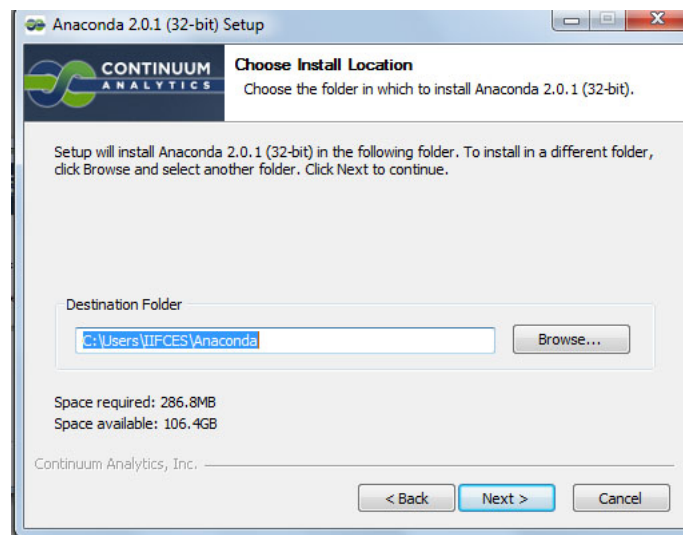 Anaconda 2.0.1 (32-bit) Setup
CONTINUUM
ANALYTICS
Choose Install Location
Choose the folder in which to install Anaconda 2.0.1 (32-bit).
Setup will install Anaconda 2.0.1 (32-bit) in the following folder. To install in a different folder,
click Browse and select another folder. Click Next to continue.
Destination Folder
C:\Users\IIFCES\Anaconda
Browse...
Space required: 286.8MB
Space available: 106.4GB
Continuum Analytics, Inc.
< Back
Next >
Cancel